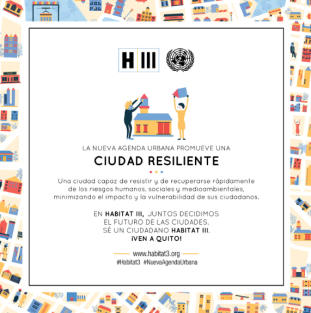 H III
LA NUEVA AGENDA URBANA PROMUEVE UNA
CIUDAD RESILIENTE
Una ciudad capaz de resistir y de recuperarse rápidamente
de los riesgos humanos, sociales y medioambientales,
minimizando el impacto y la vulnerabilidad de sus ciudadanos.
EN HABITAT III, JUNTOS DECIDIMOS
EL FUTURO DE LAS CIUDADES.
SÉ UN CIUDADANO HABITAT III.
¡VEN A QUITO!
www.habitat3.org
#Habitat3 #NuevaAgendaUrbana